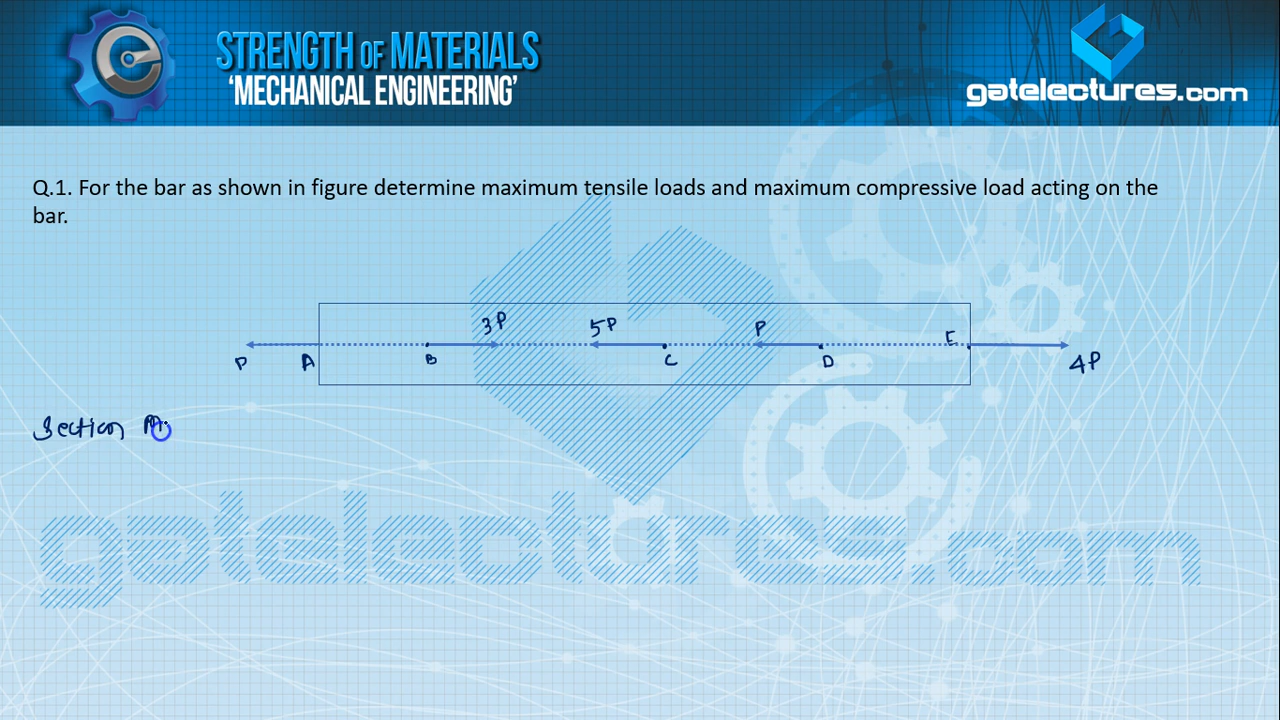 STRENGTH OF MATERIALS
'MECHANICAL ENGINEERING'
gatelectures.com
Q.1. For the bar as shown in figure determine maximum tensile loads and maximum compressive load acting on the
bar.
3P 5P P E
P A B C D 4P
Section
gatelectures.com